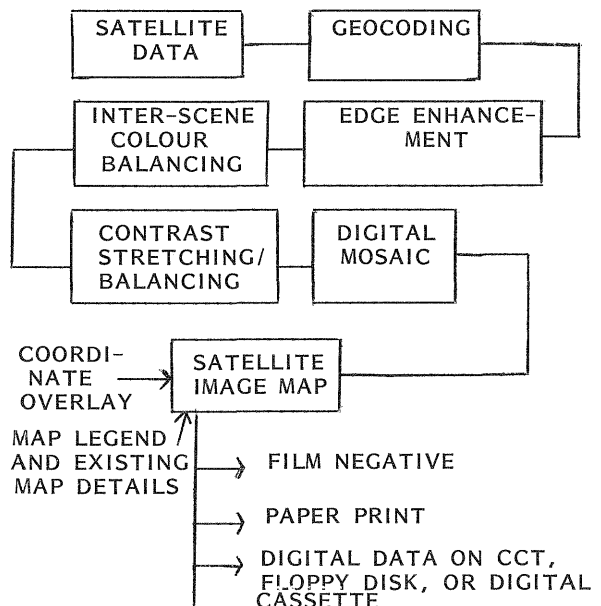 SATELLITE
DATA
GEOCODING
EDGE ENHANCE-
MENT
INTER-SCENE
COLOUR
BALANCING
CONTRAST
STRETCHING/
BALANCING
DIGITAL
MOSAIC
SATELLITE
IMAGE MAP
COORDI-
NATE
OVERLAY
MAP LEGEND
AND EXISTING
MAP DETAILS
FILM NEGATIVE
PAPER PRINT
DIGITAL DATA ON CCT,
FLOPPY DISK, OR DIGITAL
CASSETTE